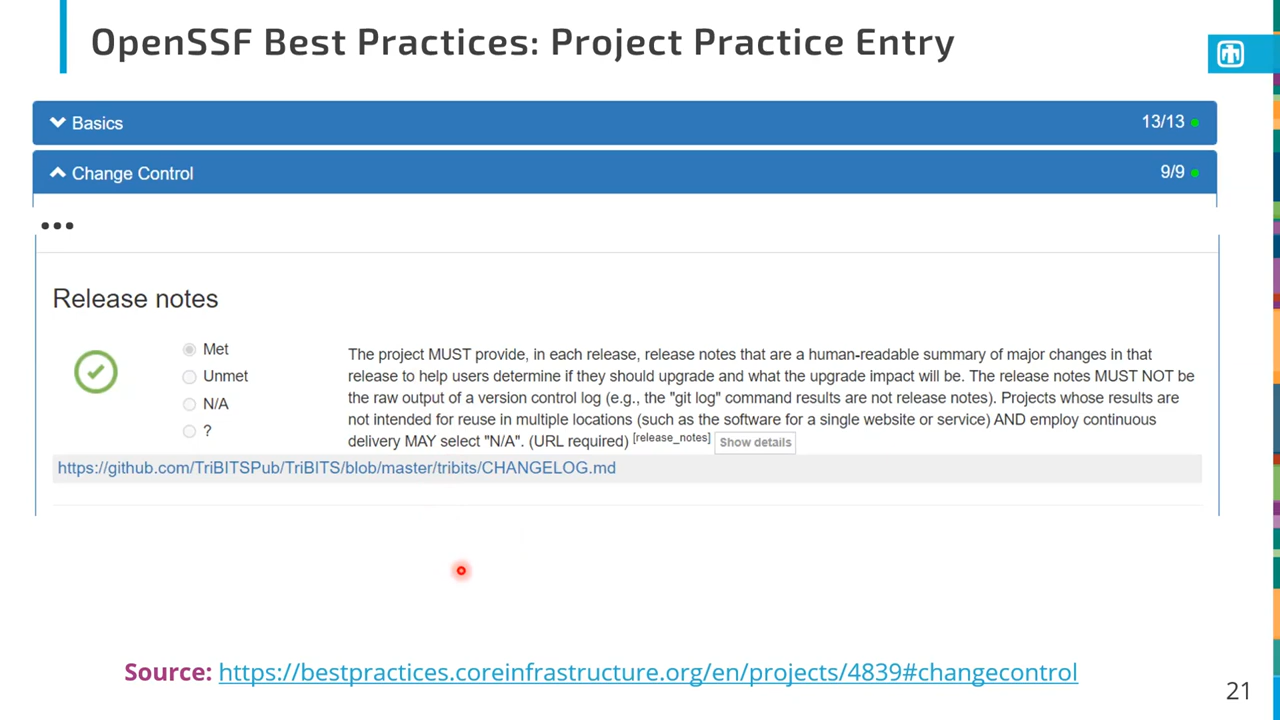 OpenSSF Best Practices: Project Practice Entry
Basics 13/13
Change Control 9/9
•••
Release notes
Met
Unmet
N/A
?
The project MUST provide, in each release, release notes that are a human-readable summary of major changes in that
release to help users determine if they should upgrade and what the upgrade impact will be. The release notes MUST NOT be
the raw output of a version control log (e.g., the "git log" command results are not release notes). Projects whose results are
not intended for reuse in multiple locations (such as the software for a single website or service) AND employ continuous
delivery MAY select "N/A". (URL required) [release_notes] Show details
https://github.com/TriBITSPub/TriBITS/blob/master/tribits/CHANGELOG.md
Source: https://bestpractices.coreinfrastructure.org/en/projects/4839#changecontrol
21